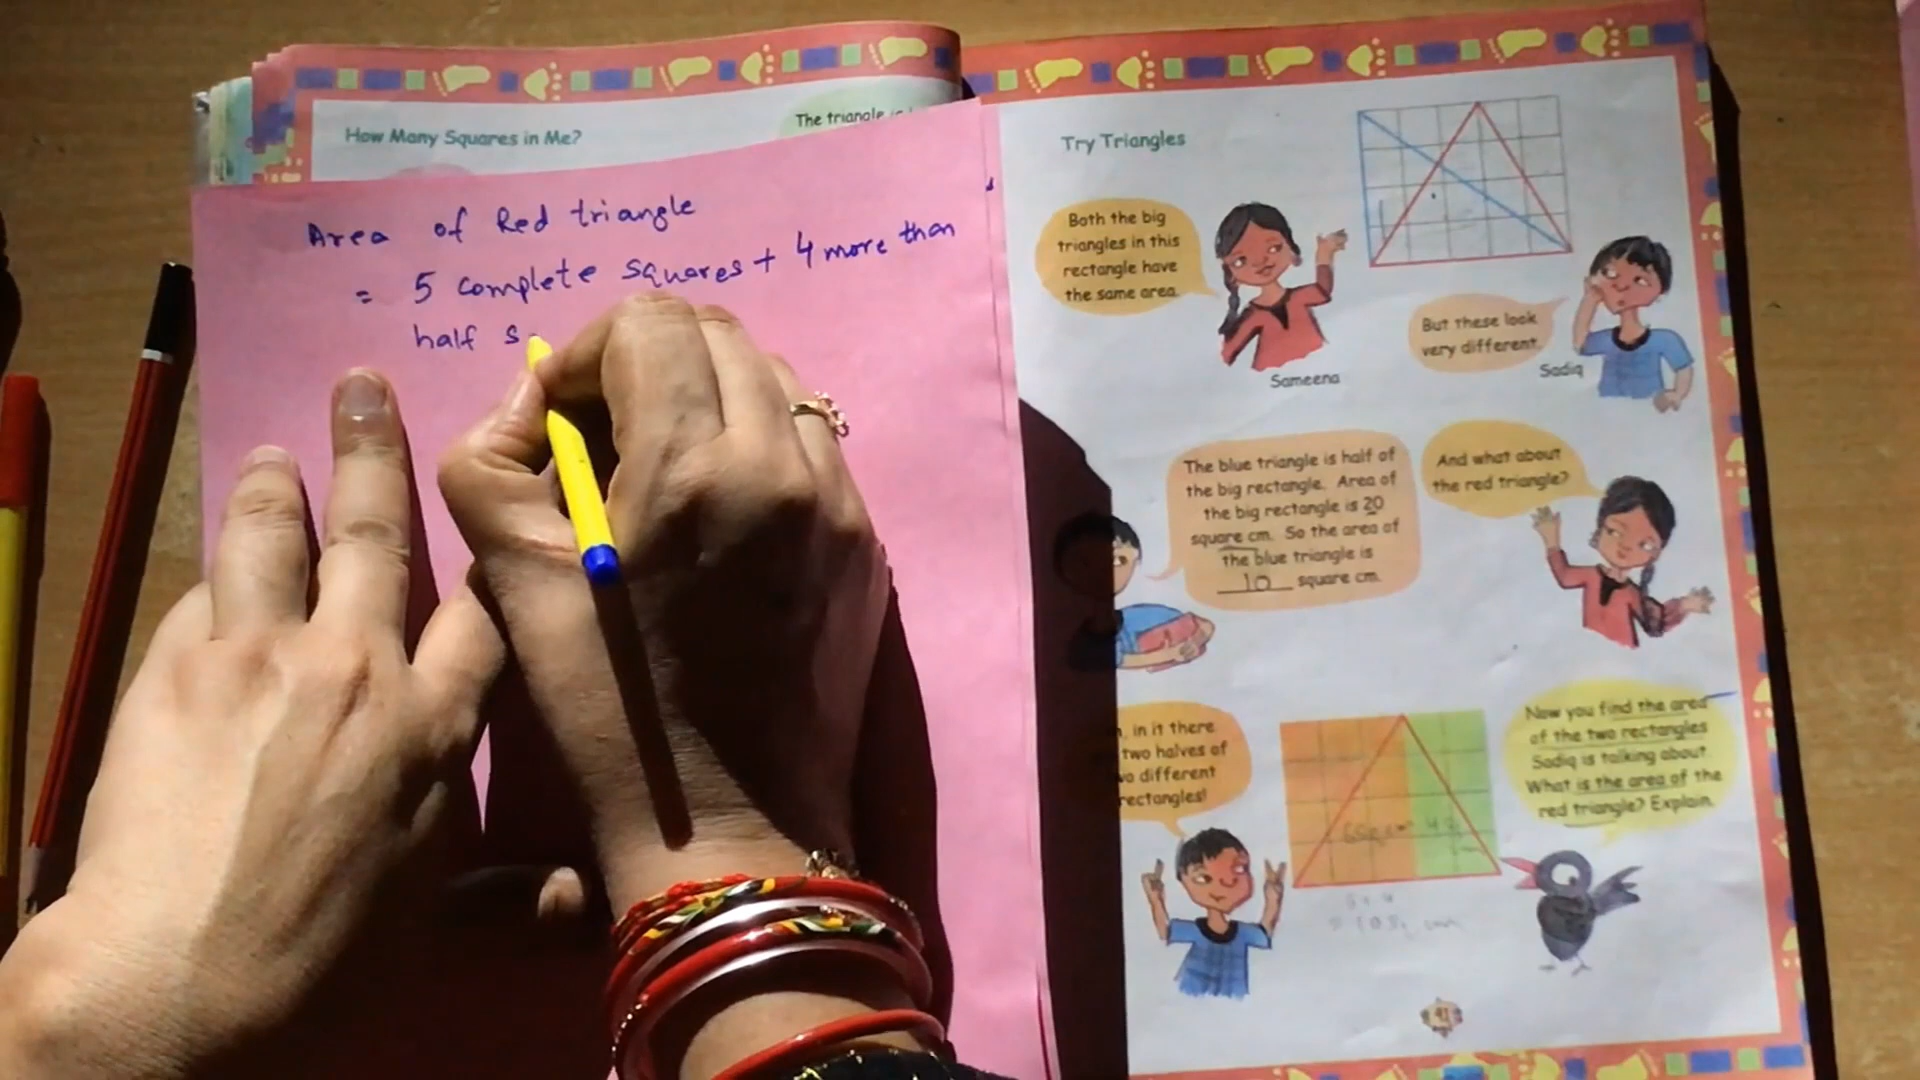 How Many Squares in Me?
The triangle
Area of Red triangle
= 5 complete squares + 4 more than
half s
Try Triangles
Both the big
triangles in this
rectangle have
the same area.
Sameena
But these look
very different.
Sadiq
The blue triangle is half of
the big rectangle. Area of
the big rectangle is 20
square cm. So the area of
the blue triangle is
10 square cm.
And what about
the red triangle?
in it there
two halves of
different
rectangles!
Now you find the area
of the two rectangles
Sadiq is talking about.
What is the area of the
red triangle? Explain.
91